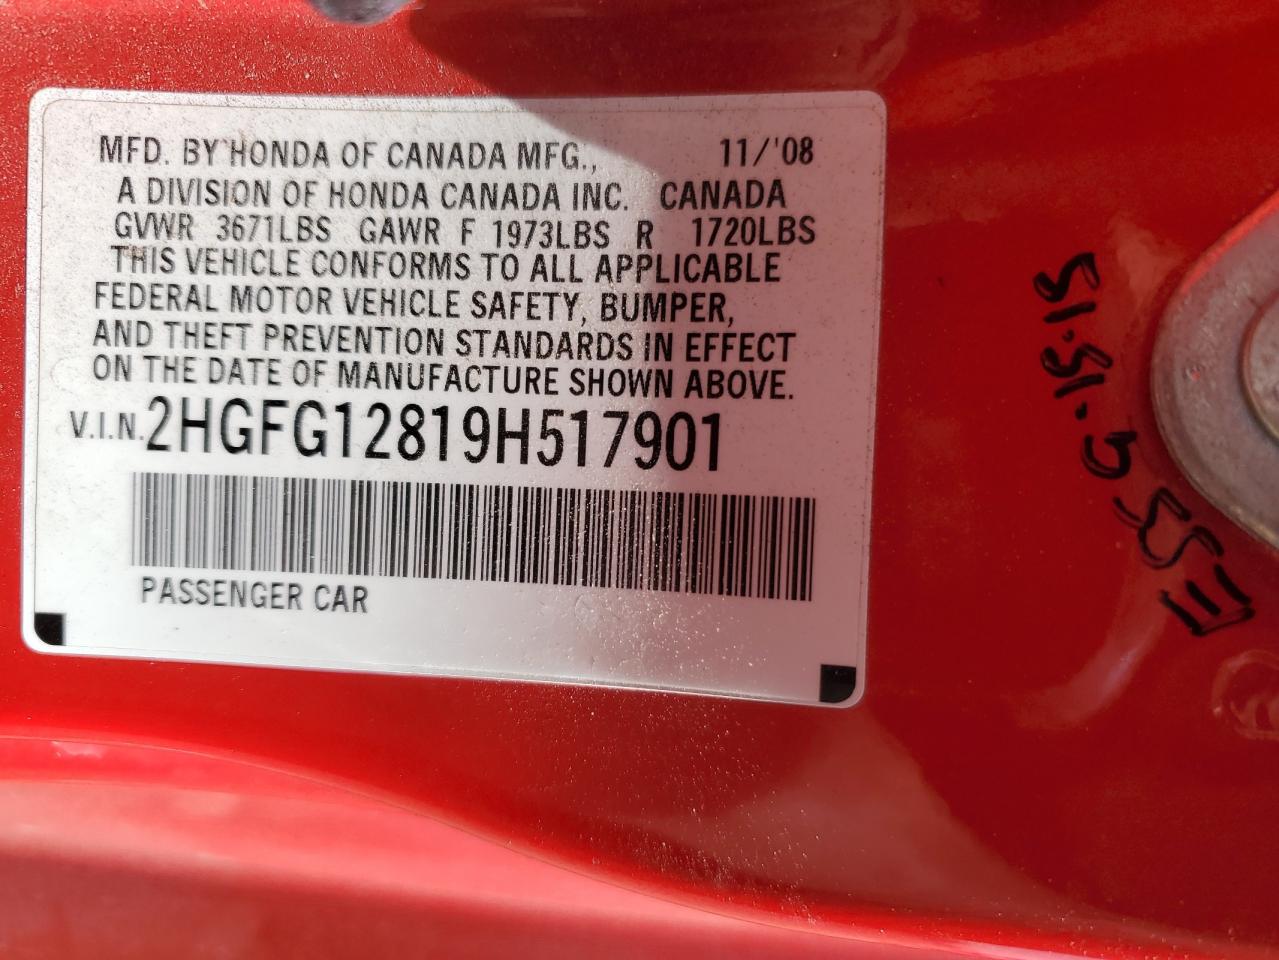 MFD. BY HONDA OF CANADA MFG., 11/'08
A DIVISION OF HONDA CANADA INC. CANADA
GVWR 3671LBS GAWR F 1973LBS R 1720LBS
THIS VEHICLE CONFORMS TO ALL APPLICABLE
FEDERAL MOTOR VEHICLE SAFETY, BUMPER,
AND THEFT PREVENTION STANDARDS IN EFFECT
ON THE DATE OF MANUFACTURE SHOWN ABOVE.
V.I.N. 2HGFG12819H517901
PASSENGER CAR